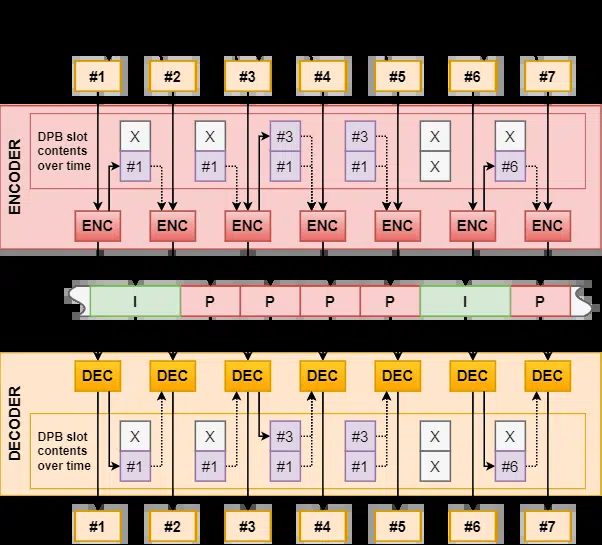 #1 #2 #3 #4 #5 #6 #7
ENCODER
DPB slot
contents
over time
X X #3 #3 X X
#1 #1 #1 #1 X #6
ENC ENC ENC ENC ENC ENC ENC
I P P P P I P
DEC DEC DEC DEC DEC DEC DEC
DECODER
DPB slot
contents
over time
X X #3 #3 X X
#1 #1 #1 #1 X #6
#1 #2 #3 #4 #5 #6 #7